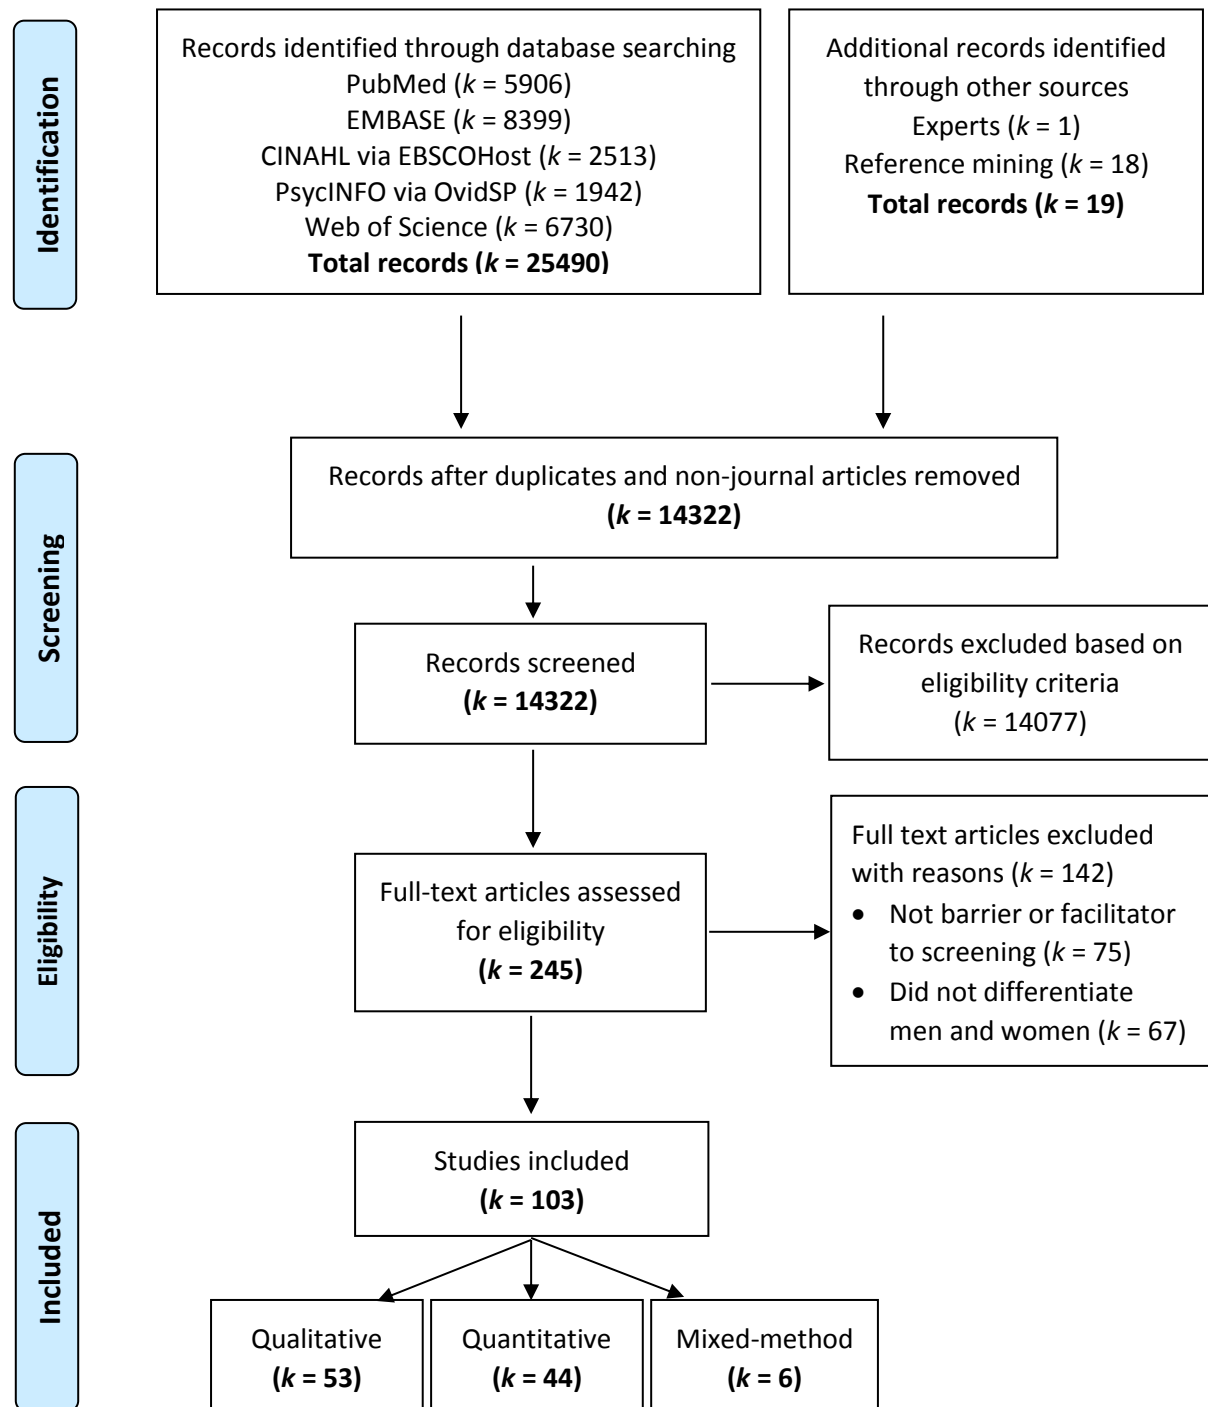 Identification
Records identified through database searching
PubMed (k = 5906)
EMBASE (k = 8399)
CINAHL via EBSCOHost (k = 2513)
PsycINFO via OvidSP (k = 1942)
Web of Science (k = 6730)
Total records (k = 25490)
Additional records identified
through other sources
Experts (k = 1)
Reference mining (k = 18)
Total records (k = 19)
Screening
Records after duplicates and non-journal articles removed
(k = 14322)
Records screened
(k = 14322)
Records excluded based on
eligibility criteria
(k = 14077)
Eligibility
Full-text articles assessed
for eligibility
(k = 245)
Full text articles excluded
with reasons (k = 142)
• Not barrier or facilitator
to screening (k = 75)
• Did not differentiate
men and women (k = 67)
Included
Studies included
(k = 103)
Qualitative
(k = 53)
Quantitative
(k = 44)
Mixed-method
(k = 6)